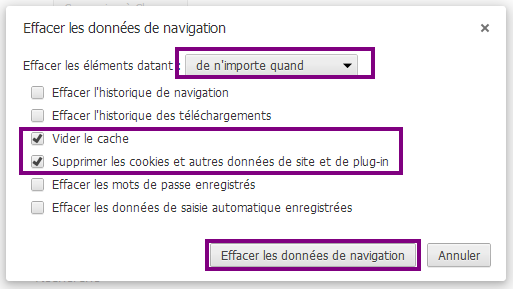 Effacer les données de navigation
Effacer les éléments datant : de n'importe quand
Effacer l'historique de navigation
Effacer l'historique des téléchargements
Vider le cache
Supprimer les cookies et autres données de site et de plug-in
Effacer les mots de passe enregistrés
Effacer les données de saisie automatique enregistrées
Effacer les données de navigation Annuler